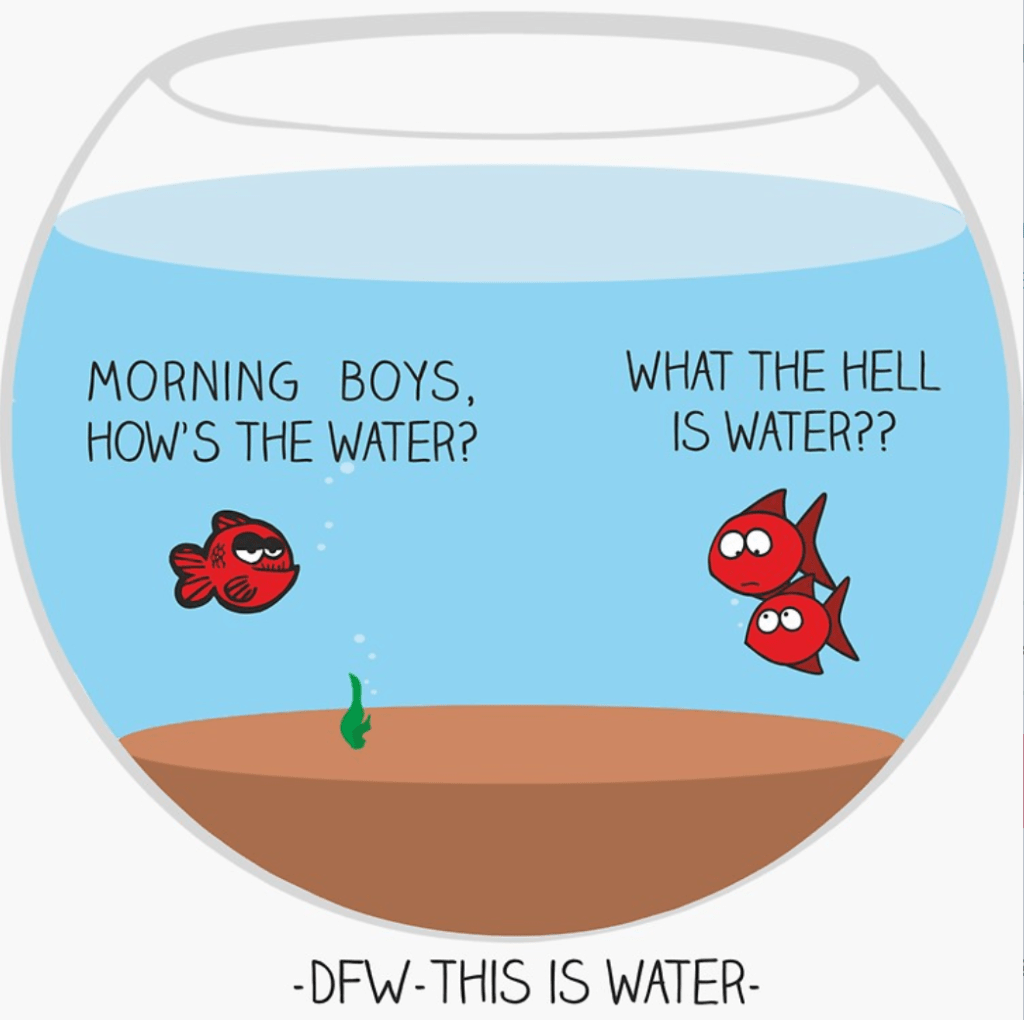 MORNING BOYS,
HOW'S THE WATER?
WHAT THE HELL
IS WATER??
-DFW-THIS IS WATER-